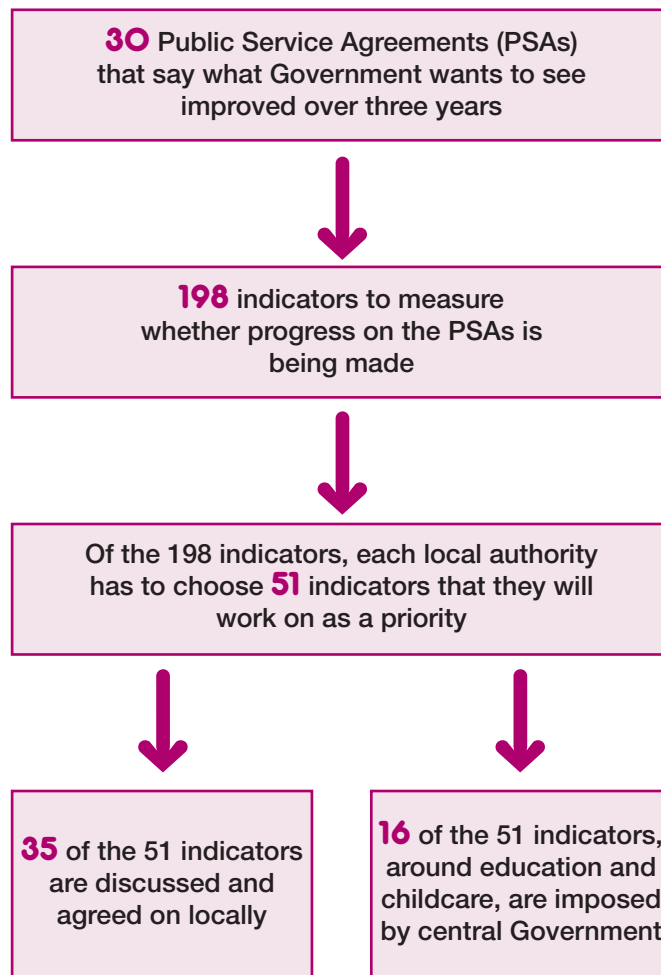 30 Public Service Agreements (PSAs)
that say what Government wants to see
improved over three years
198 indicators to measure
whether progress on the PSAs is
being made
Of the 198 indicators, each local authority
has to choose 51 indicators that they will
work on as a priority
35 of the 51 indicators
are discussed and
agreed on locally
16 of the 51 indicators,
around education and
childcare, are imposed
by central Government